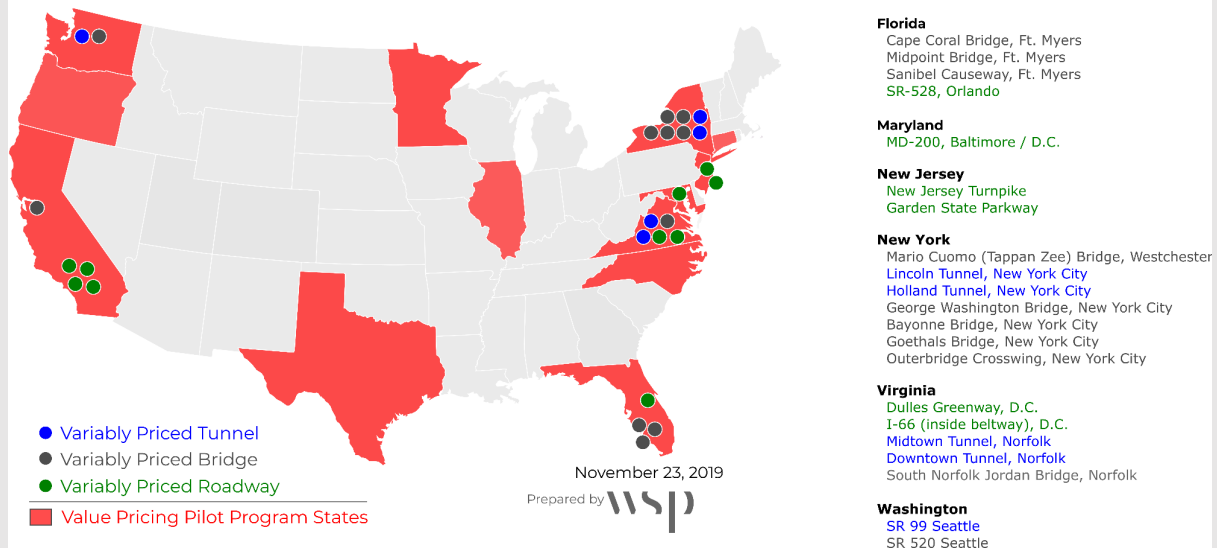 Florida
Cape Coral Bridge, Ft. Myers
Midpoint Bridge, Ft. Myers
Sanibel Causeway, Ft. Myers
SR-528, Orlando
Maryland
MD-200, Baltimore / D.C.
New Jersey
New Jersey Turnpike
Garden State Parkway
New York
Mario Cuomo (Tappan Zee) Bridge, Westchester
Lincoln Tunnel, New York City
Holland Tunnel, New York City
George Washington Bridge, New York City
Bayonne Bridge, New York City
Goethals Bridge, New York City
Outerbridge Crosswing, New York City
Virginia
Dulles Greenway, D.C.
I-66 (inside beltway), D.C.
Midtown Tunnel, Norfolk
Downtown Tunnel, Norfolk
South Norfolk Jordan Bridge, Norfolk
Washington
SR 99 Seattle
SR 520 Seattle
Variably Priced Tunnel
Variably Priced Bridge
Variably Priced Roadway
Value Pricing Pilot Program States
November 23, 2019
Prepared by wsp